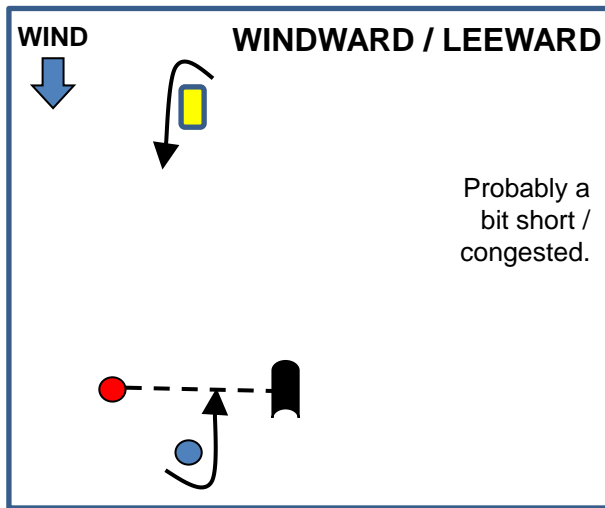 WIND
WINDWARD / LEEWARD
Probably a
bit short /
congested.